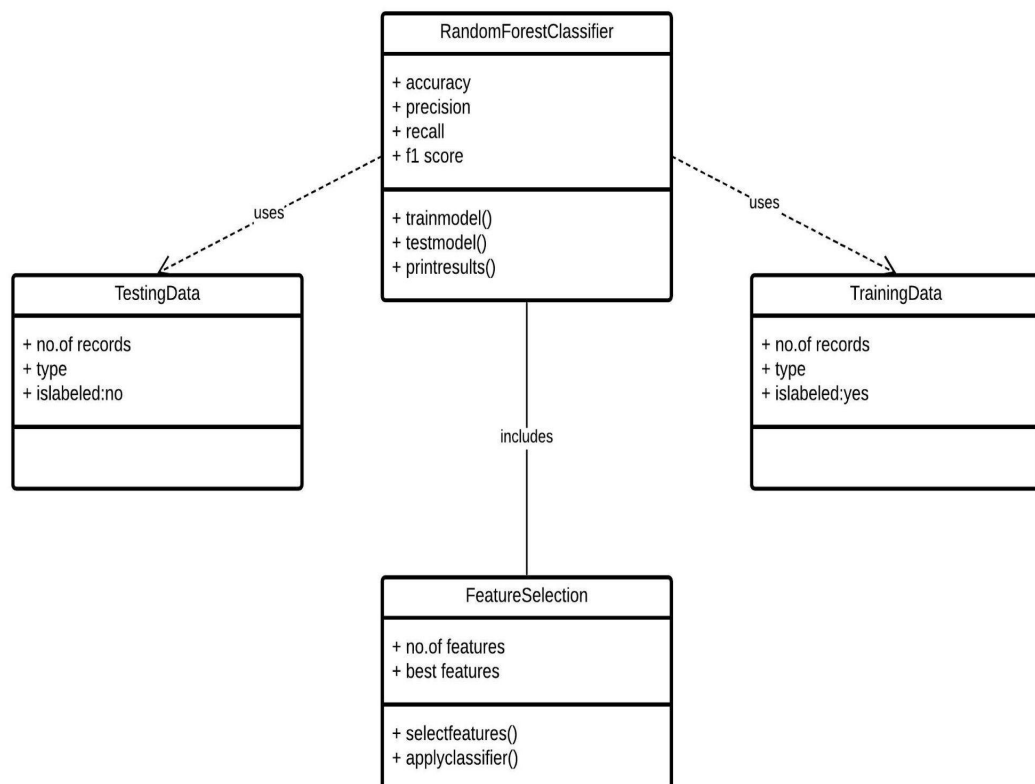 RandomForestClassifier
+ accuracy
+ precision
+ recall
+ f1 score
+ trainmodel()
+ testmodel()
+ printresults()
uses
uses
TestingData
+ no.of records
+ type
+ islabeled:no
TrainingData
+ no.of records
+ type
+ islabeled:yes
includes
FeatureSelection
+ no.of features
+ best features
+ selectfeatures()
+ applyclassifier()